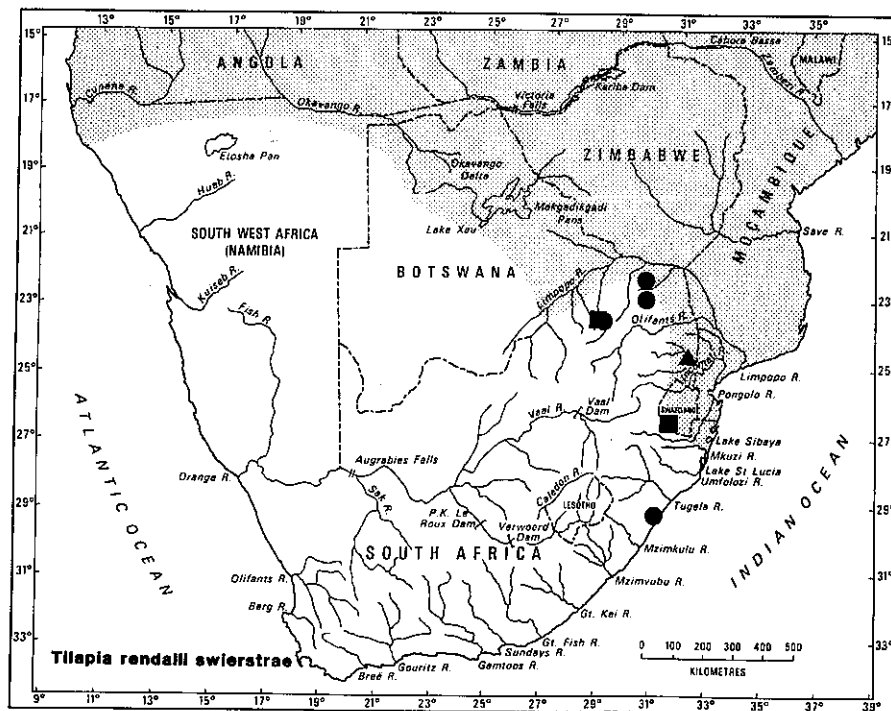 9° 11° 13° 15° 17° 19° 21° 23° 25° 27° 29° 31° 33° 35° 37° 39°
15°
17°
19°
21°
23°
25°
27°
29°
31°
33°
15°
17°
19°
21°
23°
25°
27°
29°
31°
33°
ANGOLA
ZAMBIA
Cabora Bassa
MALAWI
Zambezi R.
Cunene R.
Okavango R.
Victoria
Falls
Kariba Dam
Etosha Pan
Okavango
Delta
ZIMBABWE
MOÇAMBIQUE
Huab R.
Makgadikgadi
Pans
Lake Xau
Save R.
SOUTH WEST AFRICA
(NAMIBIA)
BOTSWANA
Kuiseb R.
Fish R.
Limpopo R.
Olifants R.
Limpopo R.
Pongolo R.
Vaal R.
Vaal
Dam
SWAZILAND
Lake Sibaya
Mkuzi R.
Lake St Lucia
Umfolozi R.
ATLANTIC OCEAN
Orange R.
Augrabies Falls
Sak R.
Caledon R.
LESOTHO
Tugela R.
P.K. Le
Roux Dam
Verwoerd
Dam
SOUTH AFRICA
Mzimkulu R.
Mzimvubu R.
INDIAN OCEAN
Olifants R.
Berg R.
Gt. Kei R.
Gt. Fish R.
Sundays R.
Gamtoos R.
Gouritz R.
Breë R.
Tilapia rendalli swierstrae
0 100 200 300 400 500
KILOMETRES
9° 11° 13° 15° 17° 19° 21° 23° 25° 27° 29° 31° 33° 35° 37° 39°